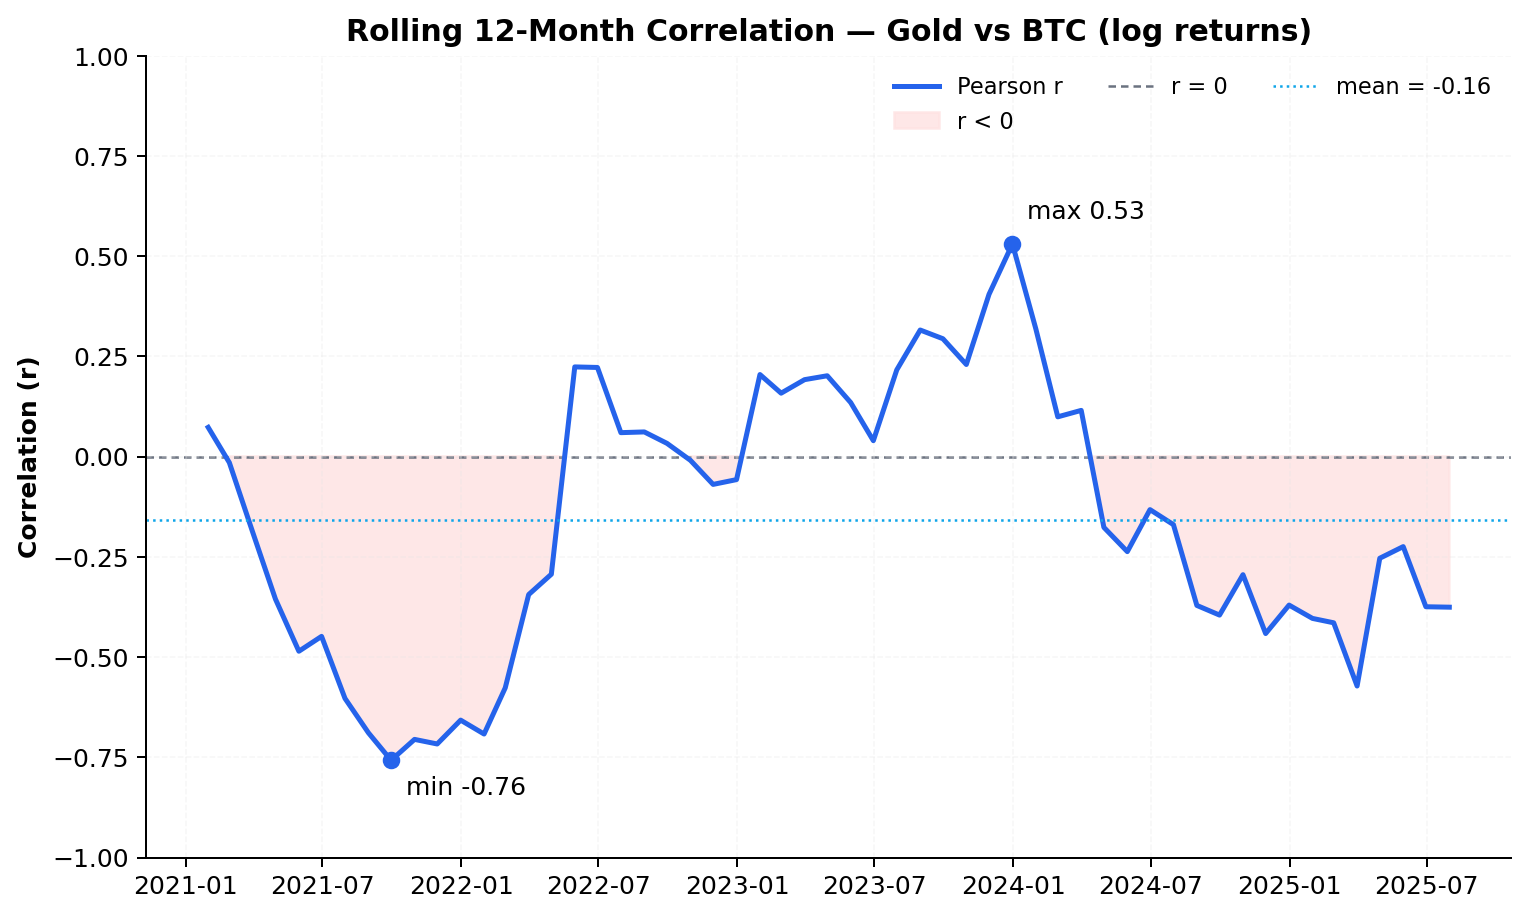 Rolling 12-Month Correlation — Gold vs BTC (log returns)
Pearson r
r < 0
r = 0
mean = -0.16
max 0.53
min -0.76
Correlation (r)
1.00
0.75
0.50
0.25
0.00
−0.25
−0.50
−0.75
−1.00
2021-01
2021-07
2022-01
2022-07
2023-01
2023-07
2024-01
2024-07
2025-01
2025-07